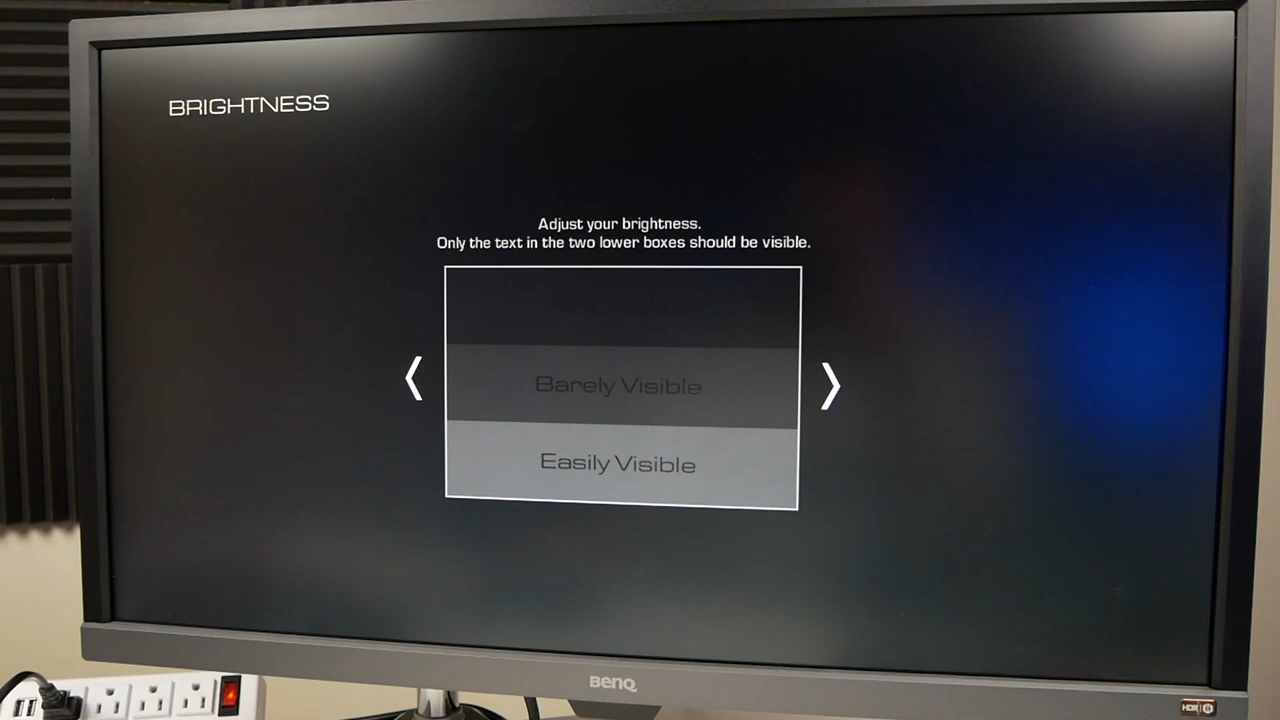 BRIGHTNESS
Adjust your brightness.
Only the text in the two lower boxes should be visible.
Barely Visible
Easily Visible
BenQ
HDR